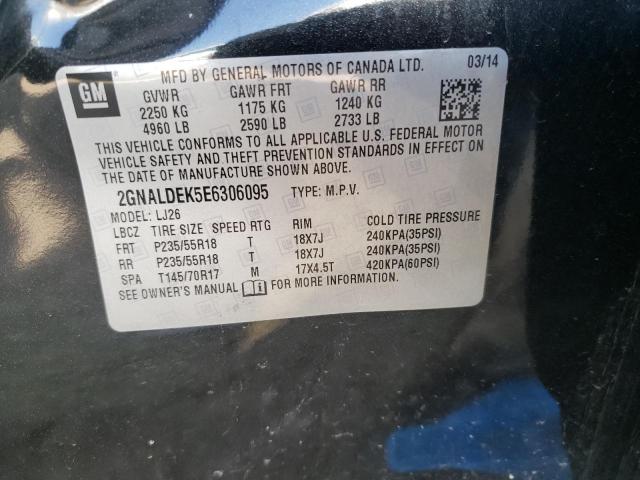 GM
MFD BY GENERAL MOTORS OF CANADA LTD. 03/14
GVWR GAWR FRT GAWR RR
2250 KG 1175 KG 1240 KG
4960 LB 2590 LB 2733 LB
THIS VEHICLE CONFORMS TO ALL APPLICABLE U.S. FEDERAL MOTOR
VEHICLE SAFETY AND THEFT PREVENTION STANDARDS IN EFFECT ON
THE DATE OF MANUFACTURE SHOWN ABOVE.
2GNALDEK5E6306095 TYPE: M.P.V.
MODEL: LJ26
LBCZ TIRE SIZE SPEED RTG RIM COLD TIRE PRESSURE
FRT P235/55R18 T 18X7J 240KPA(35PSI)
RR P235/55R18 T 18X7J 240KPA(35PSI)
SPA T145/70R17 M 17X4.5T 420KPA(60PSI)
SEE OWNER'S MANUAL FOR MORE INFORMATION.